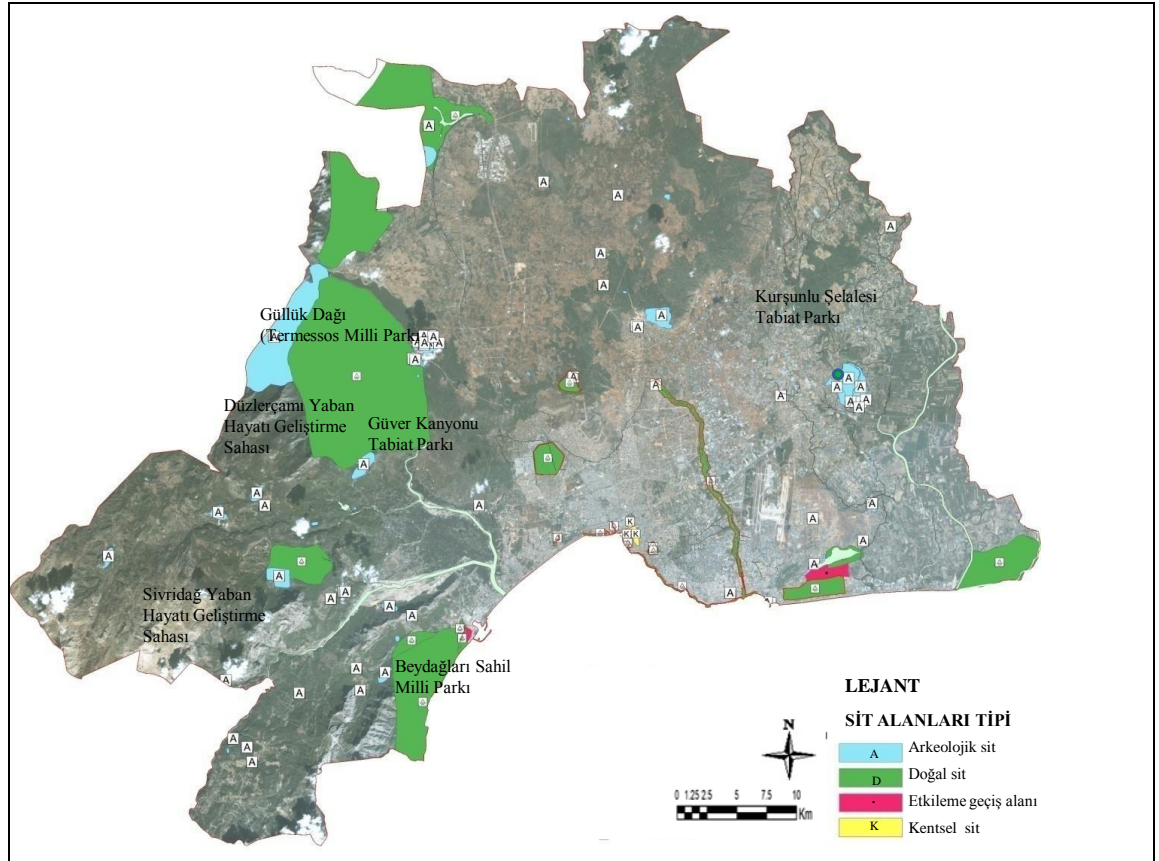 Kurşunlu Şelalesi
Tabiat Parkı
Güllük Dağı
(Termessos Milli Parkı
Düzlerçamı Yaban
Hayatı Geliştirme
Sahası
Güver Kanyonu
Tabiat Parkı
Sivridağ Yaban
Hayatı Geliştirme
Sahası
Beydağları Sahil
Milli Parkı
LEJANT
SİT ALANLARI TİPİ
A Arkeolojik sit
D Doğal sit
Etkileme geçiş alanı
K Kentsel sit
N
0 1.25 2.5 5 7.5 10
Km